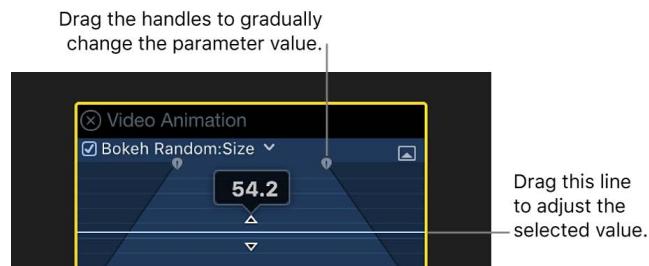 Drag the handles to gradually
change the parameter value.
Video Animation
Bokeh Random:Size
54.2
Drag this line
to adjust the
selected value.